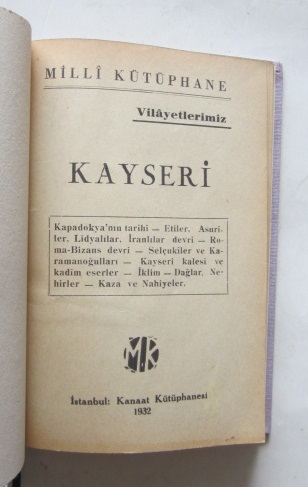 MİLLÎ KÜTÜPHANE
Vilâyetlerimiz
KAYSERİ
Kapadokya'nın tarihi — Etiler. Asuri-
ler. Lidyalılar. İranlılar devri — Ro-
ma-Bizans devri — Selçukiler ve Ka-
ramanoğulları — Kayseri kalesi ve
kadim eserler — İklim — Dağlar. Ne-
hirler — Kaza ve Nahiyeler.
M.K
İstanbul: Kanaat Kütüphanesi
1932